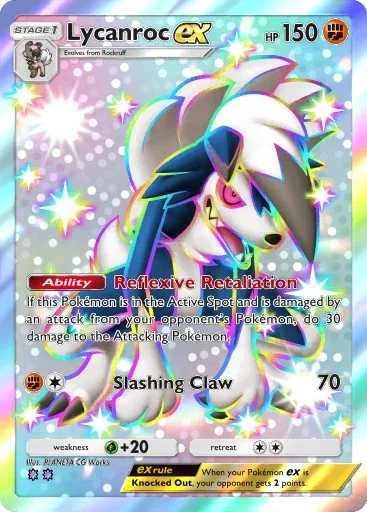 STAGE 1
Lycanroc ex
HP 150
Evolves from Rockruff
Ability Reflexive Retaliation
If this Pokémon is in the Active Spot and is damaged by
an attack from your opponent's Pokémon, do 30
damage to the Attacking Pokémon.
Slashing Claw 70
weakness +20 retreat
Illus. PLANETA CG Works
ex rule When your Pokémon ex is
Knocked Out, your opponent gets 2 points.